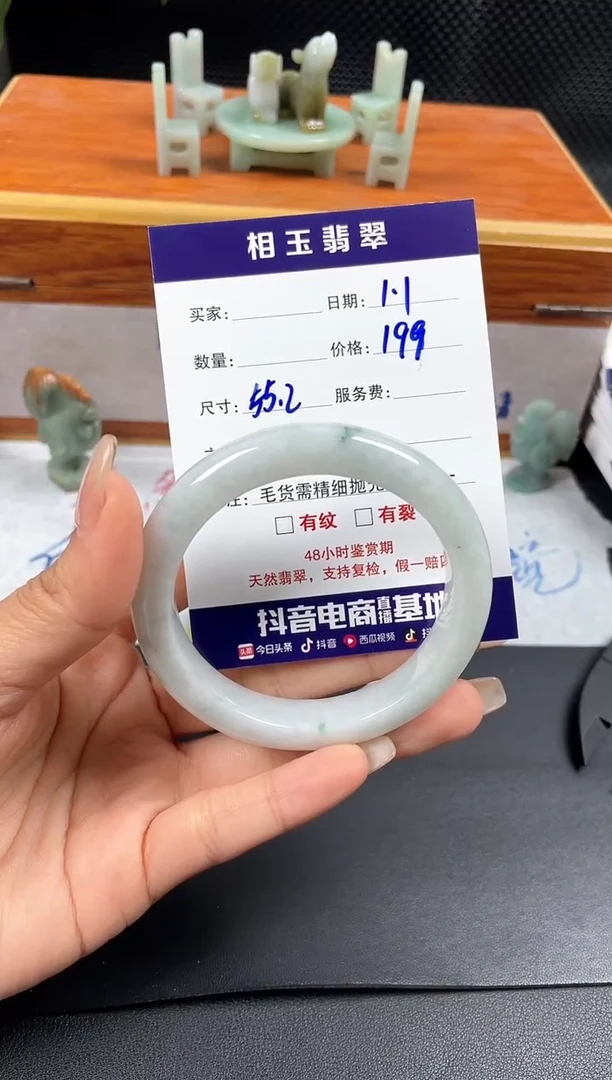 相玉翡翠
买家: 日期: 1.1
数量: 价格: 199
尺寸: 55.2 服务费:
注: 毛货需精细抛光
□有纹 □有裂
48小时鉴赏期
天然翡翠，支持复检，假一赔
抖音电商直播基地
头条 今日头条 抖音 西瓜视频